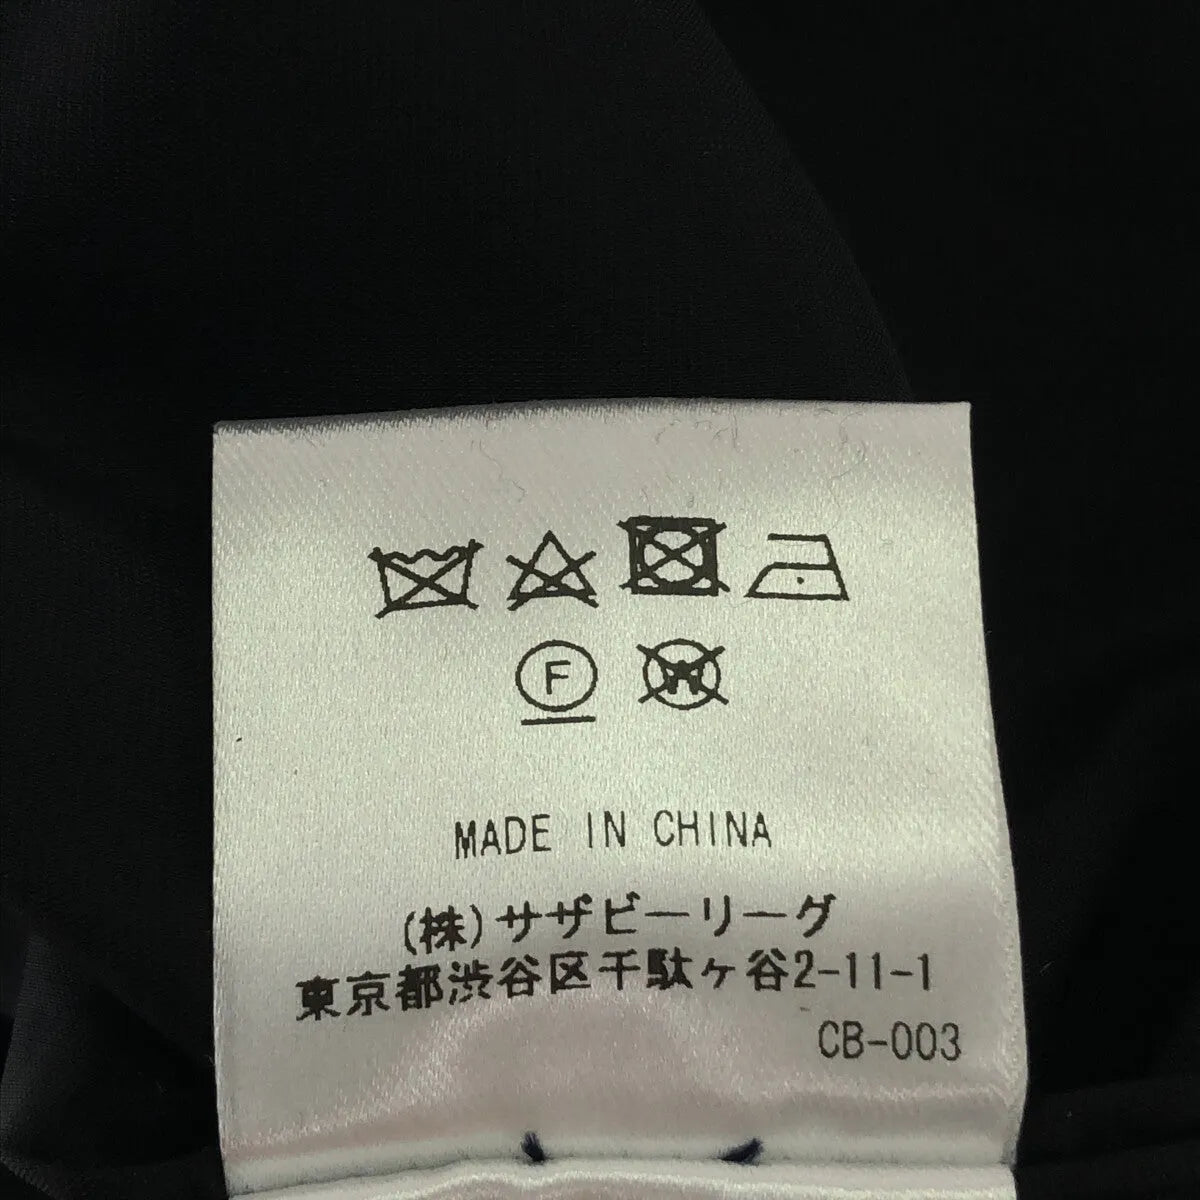 F W
MADE IN CHINA
(株)サザビーリーグ
東京都渋谷区千駄ヶ谷2-11-1
CB-003